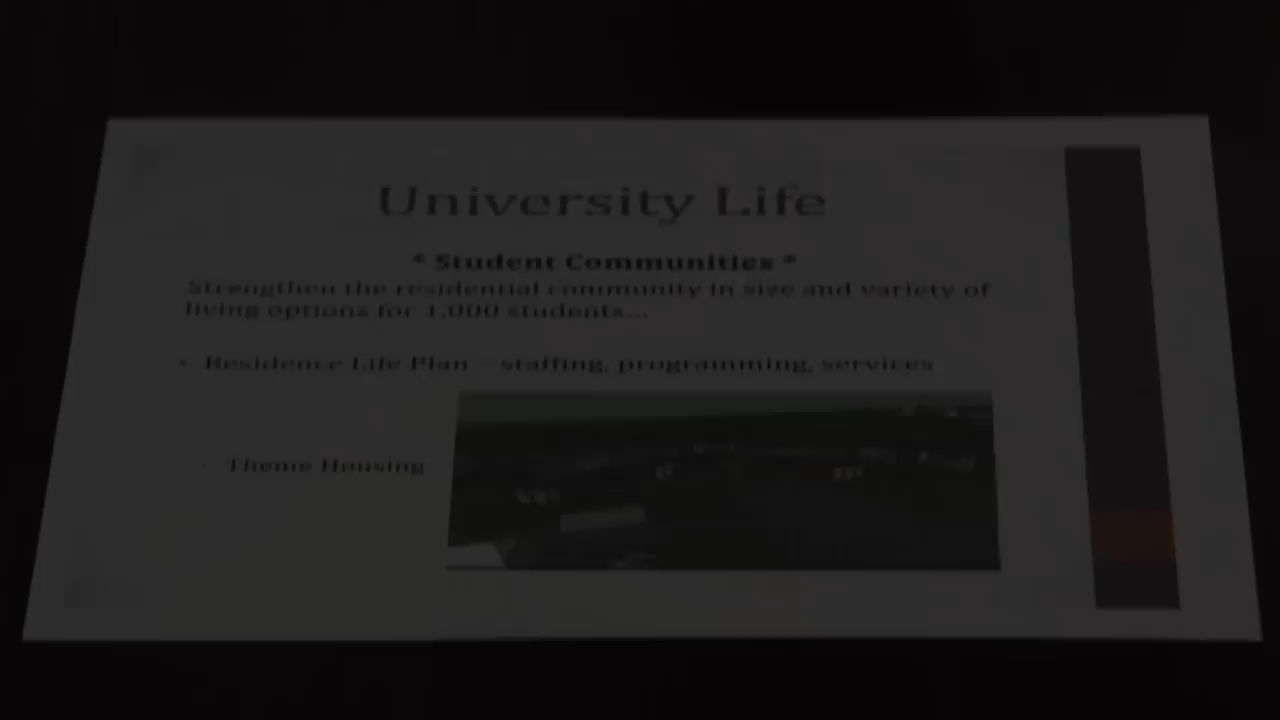 University Life
* Student Communities *
Strengthen the residential community in size and variety of
living options for 1,000 students...
• Residence Life Plan – staffing, programming, services
- Theme Housing